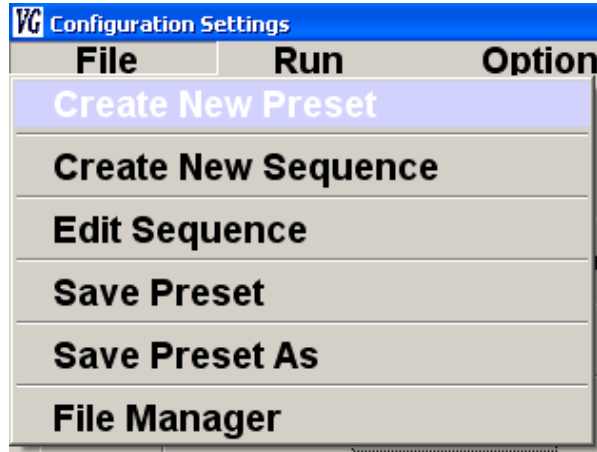 VG Configuration Settings
File Run Option
Create New Preset
Create New Sequence
Edit Sequence
Save Preset
Save Preset As
File Manager